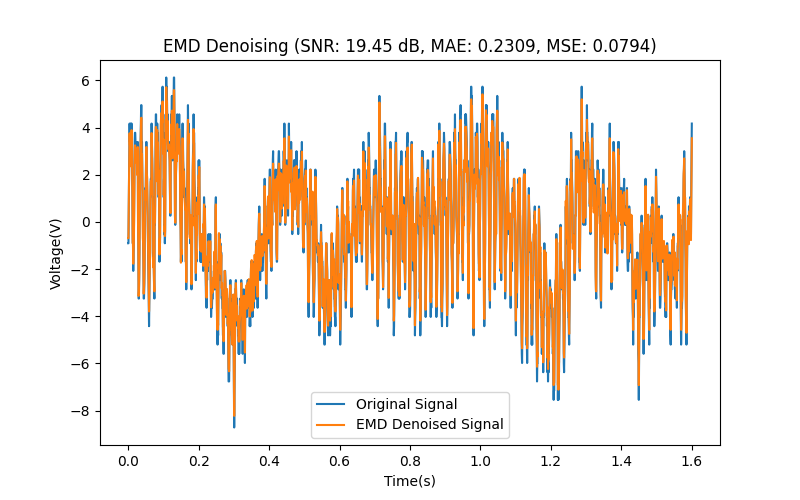 EMD Denoising (SNR: 19.45 dB, MAE: 0.2309, MSE: 0.0794)
6
4
2
0
−2
−4
−6
−8
Voltage(V)
Original Signal
EMD Denoised Signal
0.0 0.2 0.4 0.6 0.8 1.0 1.2 1.4 1.6
Time(s)